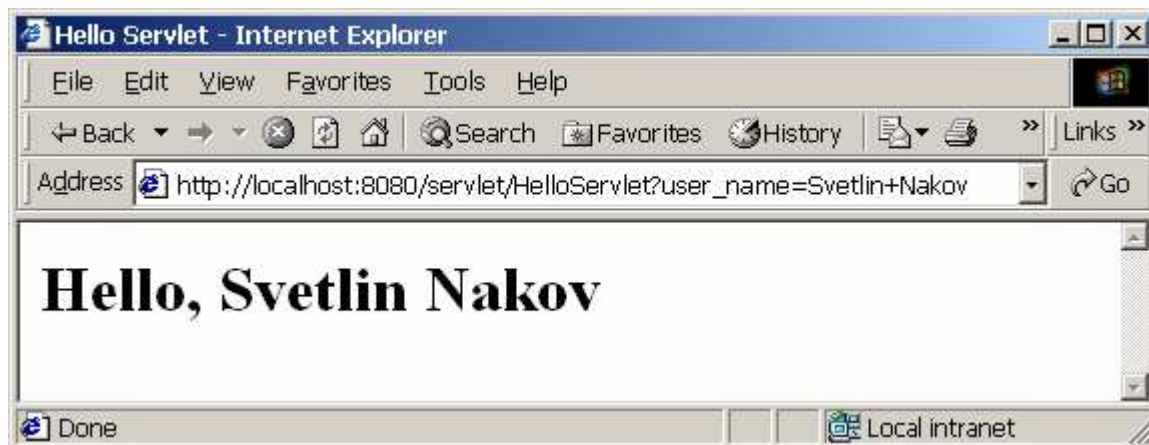 Hello Servlet - Internet Explorer
File Edit View Favorites Tools Help
Back Search Favorites History » Links »
Address http://localhost:8080/servlet/HelloServlet?user_name=Svetlin+Nakov Go
Hello, Svetlin Nakov
Done Local intranet